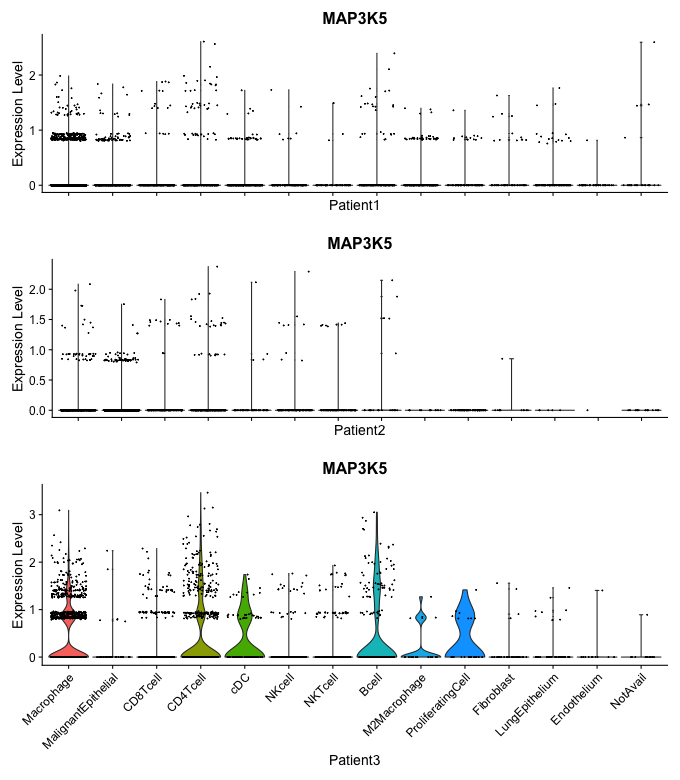 MAP3K5
Expression Level
2
1
0
Patient1
MAP3K5
Expression Level
2.0
1.5
1.0
0.5
0.0
Patient2
MAP3K5
Expression Level
3
2
1
0
Macrophage
MalignantEpithelial
CD8Tcell
CD4Tcell
cDC
NKcell
NKTcell
Bcell
M2Macrophage
ProliferatingCell
Fibroblast
LungEpithelium
Endothelium
NotAvail
Patient3